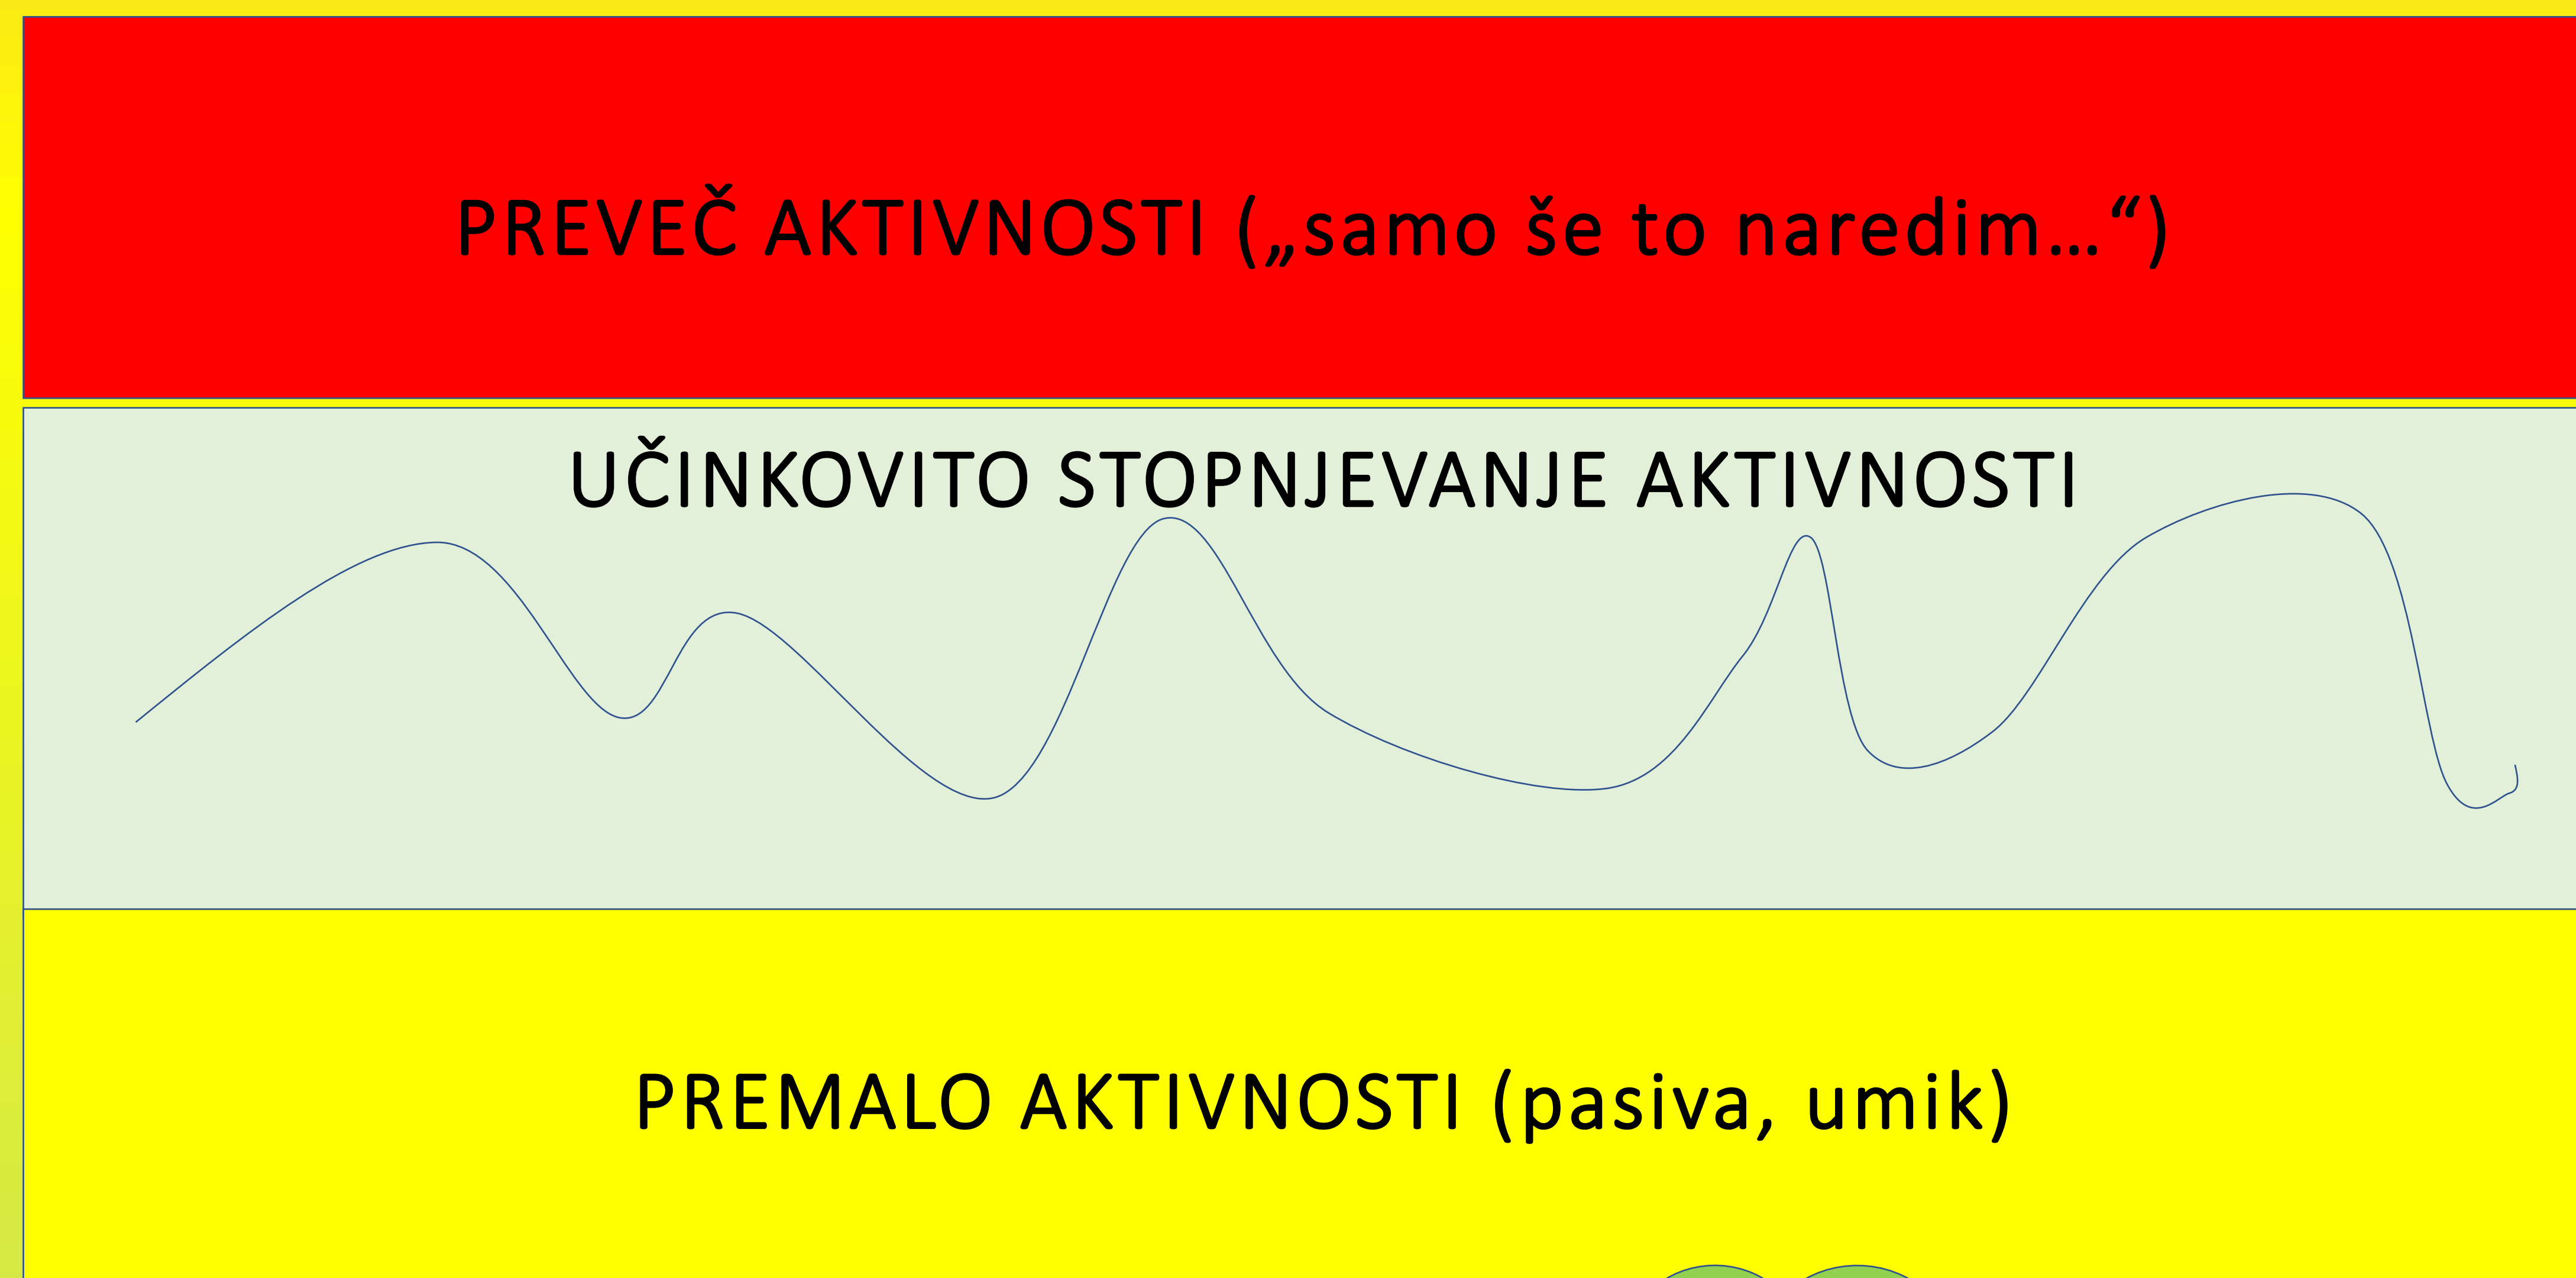 PREVEČ AKTIVNOSTI („samo še to naredim…“)
UČINKOVITO STOPNJEVANJE AKTIVNOSTI
PREMALO AKTIVNOSTI (pasiva, umik)